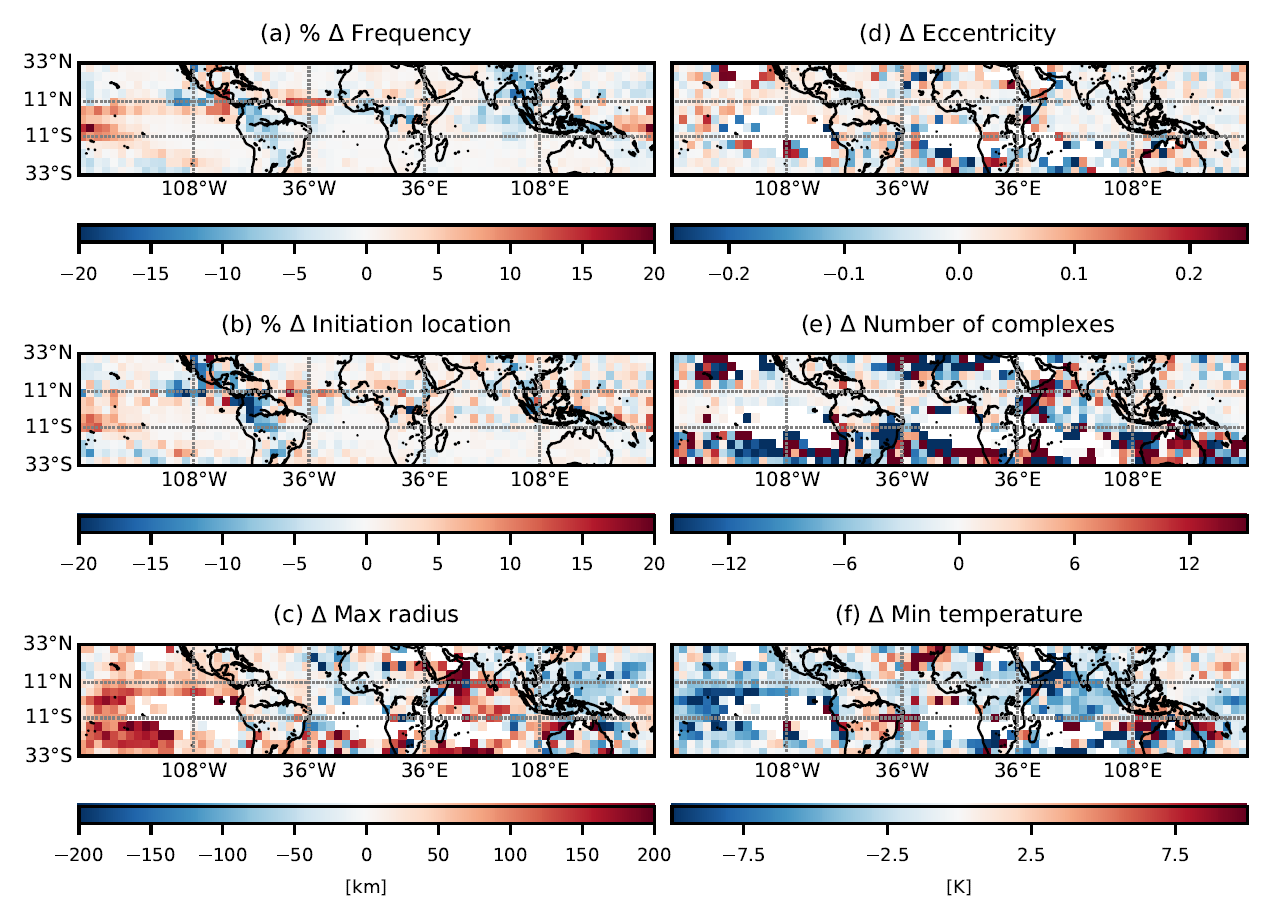 (a) % Δ Frequency
33°N
11°N
11°S
33°S
108°W 36°W 36°E 108°E
−20 −15 −10 −5 0 5 10 15 20
(d) Δ Eccentricity
108°W 36°W 36°E 108°E
−0.2 −0.1 0.0 0.1 0.2
(b) % Δ Initiation location
33°N
11°N
11°S
33°S
108°W 36°W 36°E 108°E
−20 −15 −10 −5 0 5 10 15 20
(e) Δ Number of complexes
108°W 36°W 36°E 108°E
−12 −6 0 6 12
(c) Δ Max radius
33°N
11°N
11°S
33°S
108°W 36°W 36°E 108°E
−200 −150 −100 −50 0 50 100 150 200
[km]
(f) Δ Min temperature
108°W 36°W 36°E 108°E
−7.5 −2.5 2.5 7.5
[K]